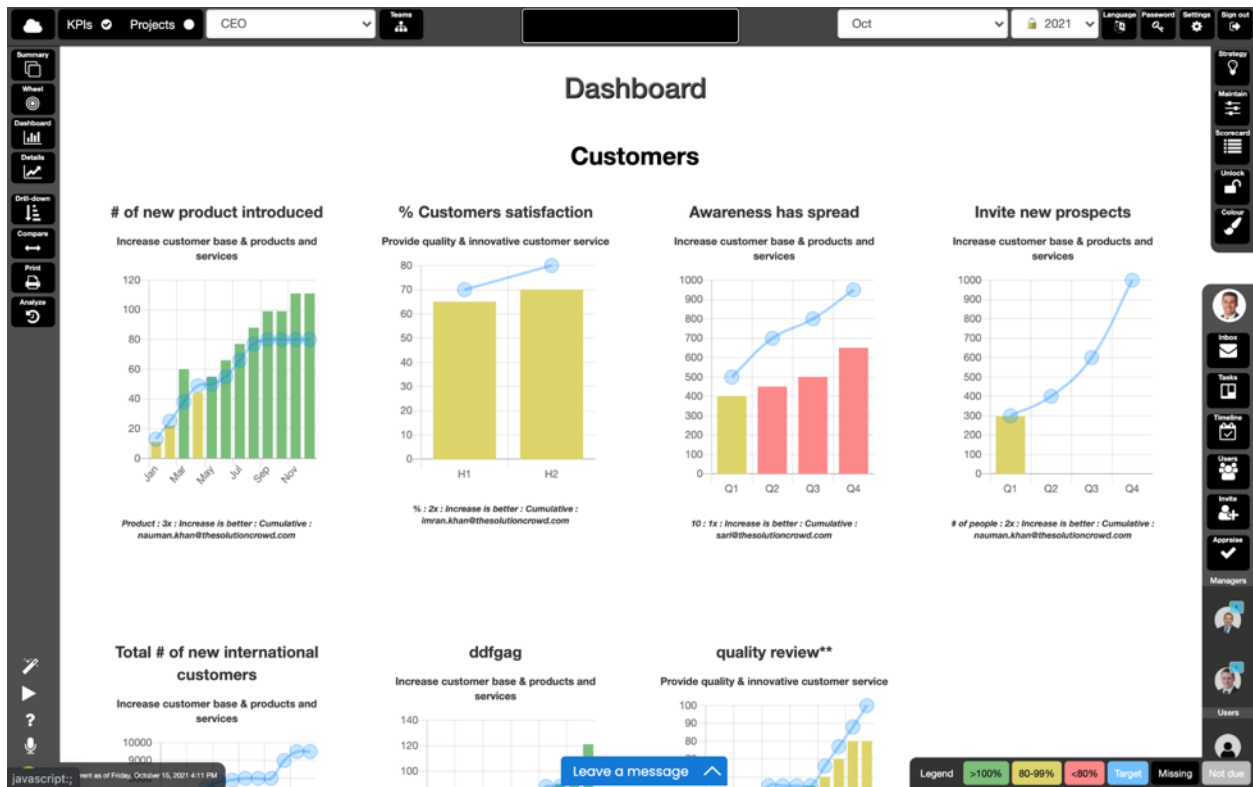 KPIs
Projects
CEO
Teams
Oct
2021
Language
Password
Settings
Sign out
Summary
Wheel
Dashboard
Details
Drill-down
Compare
Print
Analyze
Strategy
Maintain
Scorecard
Unlock
Colour
Inbox
Tasks
Timeline
Users
Invite
Appraise
Managers
Users
Dashboard
Customers
# of new product introduced
Increase customer base & products and
services
120
100
80
60
40
20
0
Jan
Mar
May
Jul
Sep
Nov
Product : 3x : Increase is better : Cumulative :
nauman.khan@thesolutioncrowd.com
% Customers satisfaction
Provide quality & innovative customer service
80
70
60
50
40
30
20
10
0
H1
H2
% : 2x : Increase is better : Cumulative :
imran.khan@thesolutioncrowd.com
Awareness has spread
Increase customer base & products and
services
1000
900
800
700
600
500
400
300
200
100
0
Q1
Q2
Q3
Q4
10 : 1x : Increase is better : Cumulative :
sarl@thesolutioncrowd.com
Invite new prospects
Increase customer base & products and
services
1000
900
800
700
600
500
400
300
200
100
0
Q1
Q2
Q3
Q4
# of people : 2x : Increase is better : Cumulative :
nauman.khan@thesolutioncrowd.com
Total # of new international
customers
Increase customer base & products and
services
10000
9000
ddfgag
Increase customer base & products and
services
140
120
100
quality review**
Provide quality & innovative customer service
100
90
80
javascript:;
as of Friday, October 15, 2021 4:11 PM
Leave a message
Legend
>100%
80-99%
<80%
Target
Missing
Not due